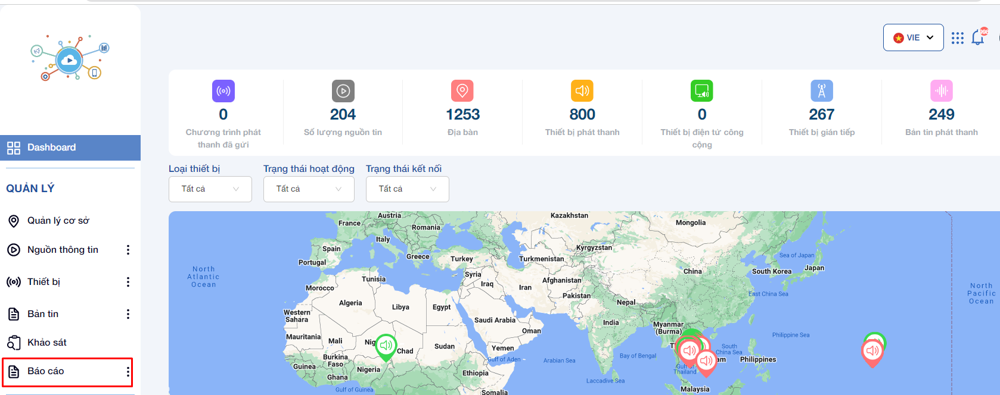 VIE
Dashboard
QUẢN LÝ
Quản lý cơ sở
Nguồn thông tin
Thiết bị
Bản tin
Khảo sát
Báo cáo
0
Chương trình phát
thanh đã gửi
204
Số lượng nguồn tin
1253
Địa bàn
800
Thiết bị phát thanh
0
Thiết bị điện tử công
cộng
267
Thiết bị gián tiếp
249
Bản tin phát thanh
Loại thiết bị
Trạng thái hoạt động
Trạng thái kết nối
Tất cả
Tất cả
Tất cả
Austria
Kazakhstan
France
Mongolia
Romania
Italy
Spain
Kyrgyzstan
Greece
Turkey
Turkmenistan
Sea of Japan
Portugal
Japan
North
Atlantic
Ocean
Syria
China
South Korea
Tunisia
Iraq
Iran
Afghanistan
Morocco
Pakistan
East China Sea
North
Pacific
Ocean
Algeria
Libya
Egypt
Nepal
Western
Sahara
Saudi Arabia
India
Myanmar
(Burma)
Oman
Mauritania
Mali
Nig
Chad
Sudan
Yemen
Philippine Sea
South
China Sea
Burkina
Faso
Gulf of Aden
Arabian Sea
Bay of Bengal
am
Philippines
Guinea
Nigeria
Gulf of
Thailand
Ghana
Ethiopia
Laccadive Sea
Gulf of Guinea
Somalia
Malaysia